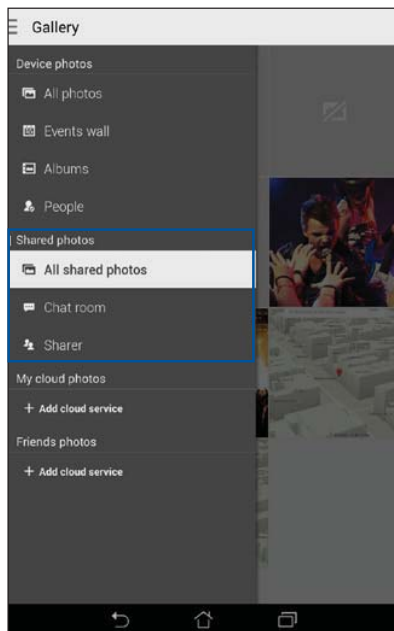 Gallery
Device photos
All photos
Events wall
Albums
People
Shared photos
All shared photos
Chat room
Sharer
My cloud photos
+ Add cloud service
Friends photos
+ Add cloud service